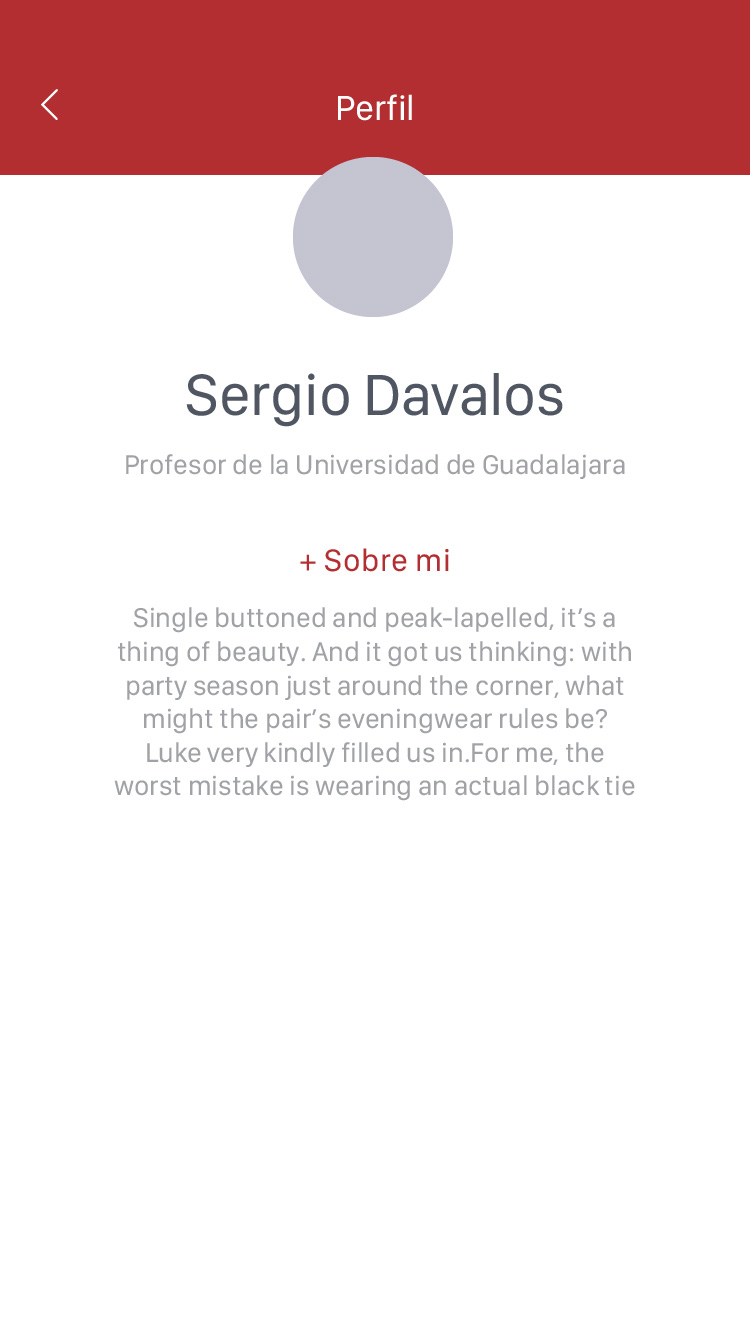 Perfil
Sergio Davalos
Profesor de la Universidad de Guadalajara
+ Sobre mi
Single buttoned and peak-lapelled, it’s a
thing of beauty. And it got us thinking: with
party season just around the corner, what
might the pair’s eveningwear rules be?
Luke very kindly filled us in.For me, the
worst mistake is wearing an actual black tie